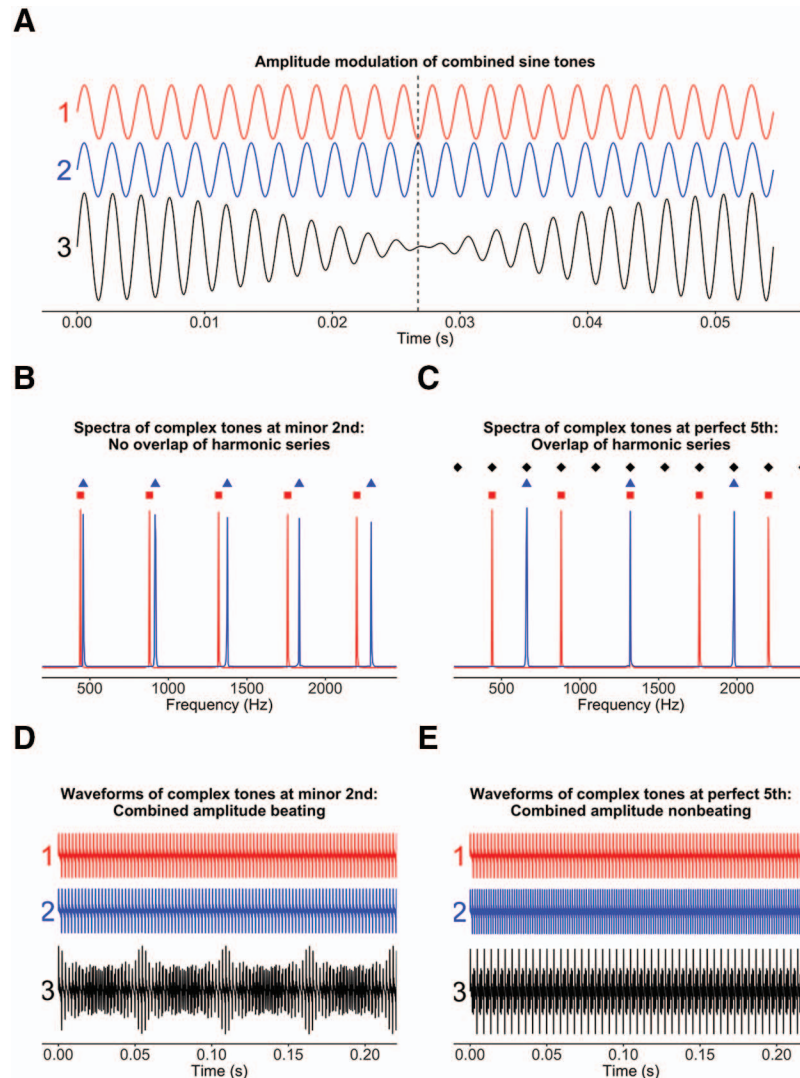 A
Amplitude modulation of combined sine tones
1
2
3
0.00 0.01 0.02 0.03 0.04 0.05
Time (s)
B
Spectra of complex tones at minor 2nd:
No overlap of harmonic series
500 1000 1500 2000
Frequency (Hz)
C
Spectra of complex tones at perfect 5th:
Overlap of harmonic series
500 1000 1500 2000
Frequency (Hz)
D
Waveforms of complex tones at minor 2nd:
Combined amplitude beating
1
2
3
0.00 0.05 0.10 0.15 0.20
Time (s)
E
Waveforms of complex tones at perfect 5th:
Combined amplitude nonbeating
1
2
3
0.00 0.05 0.10 0.15 0.20
Time (s)